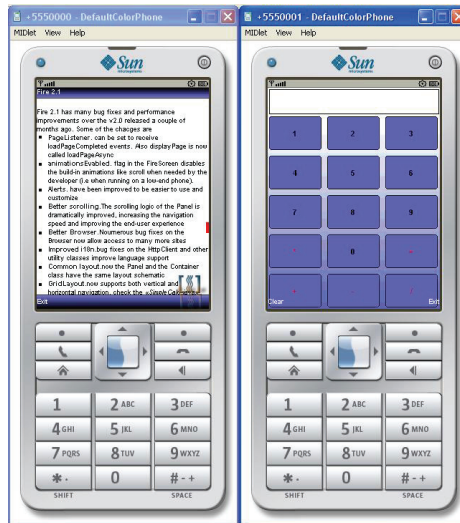 +5550000 - DefaultColorPhone
MIDlet View Help
Sun
microsystems
Fire 2.1
Fire 2.1 has many bug fixes and performance
improvements over the v2.0 released a couple of
months ago. Some of the chacges are
PageListener. can be set to receive
loadPageCompleted events. Also displayPage is now
called loadPageAsync
animationsEnabled. flag in the FireScreen disables
the build-in animations like scroll when needed by the
developer (i.e when running on a low-end phone).
Alerts. have been improved to be easier to use and
customize
Better scrolling.The scrolling logic of the Panel is
dramatically improved, increasing the navigation
speed and improving the end-user experience
Better Browser.Noumerous bug fixes on the
Browser now allow access to many more sites
Improved i18n.bug fixes on the HttpClient and other
utility classes improve language support
Common layout.now the Panel and the Container
class have the same layout schematic
GridLayout.now supports both vertical and
horizontal navigation. check the «Simple Calc
Exit
1
2 ABC
3 DEF
4 GHI
5 JKL
6 MNO
7 PQRS
8 TUV
9 WXYZ
* .
0
# - +
SHIFT
SPACE
+5550001 - DefaultColorPhone
MIDlet View Help
Sun
microsystems
1
2
3
4
5
6
7
8
9
*
0
=
+
-
/
Clear
Exit
1
2 ABC
3 DEF
4 GHI
5 JKL
6 MNO
7 PQRS
8 TUV
9 WXYZ
* .
0
# - +
SHIFT
SPACE